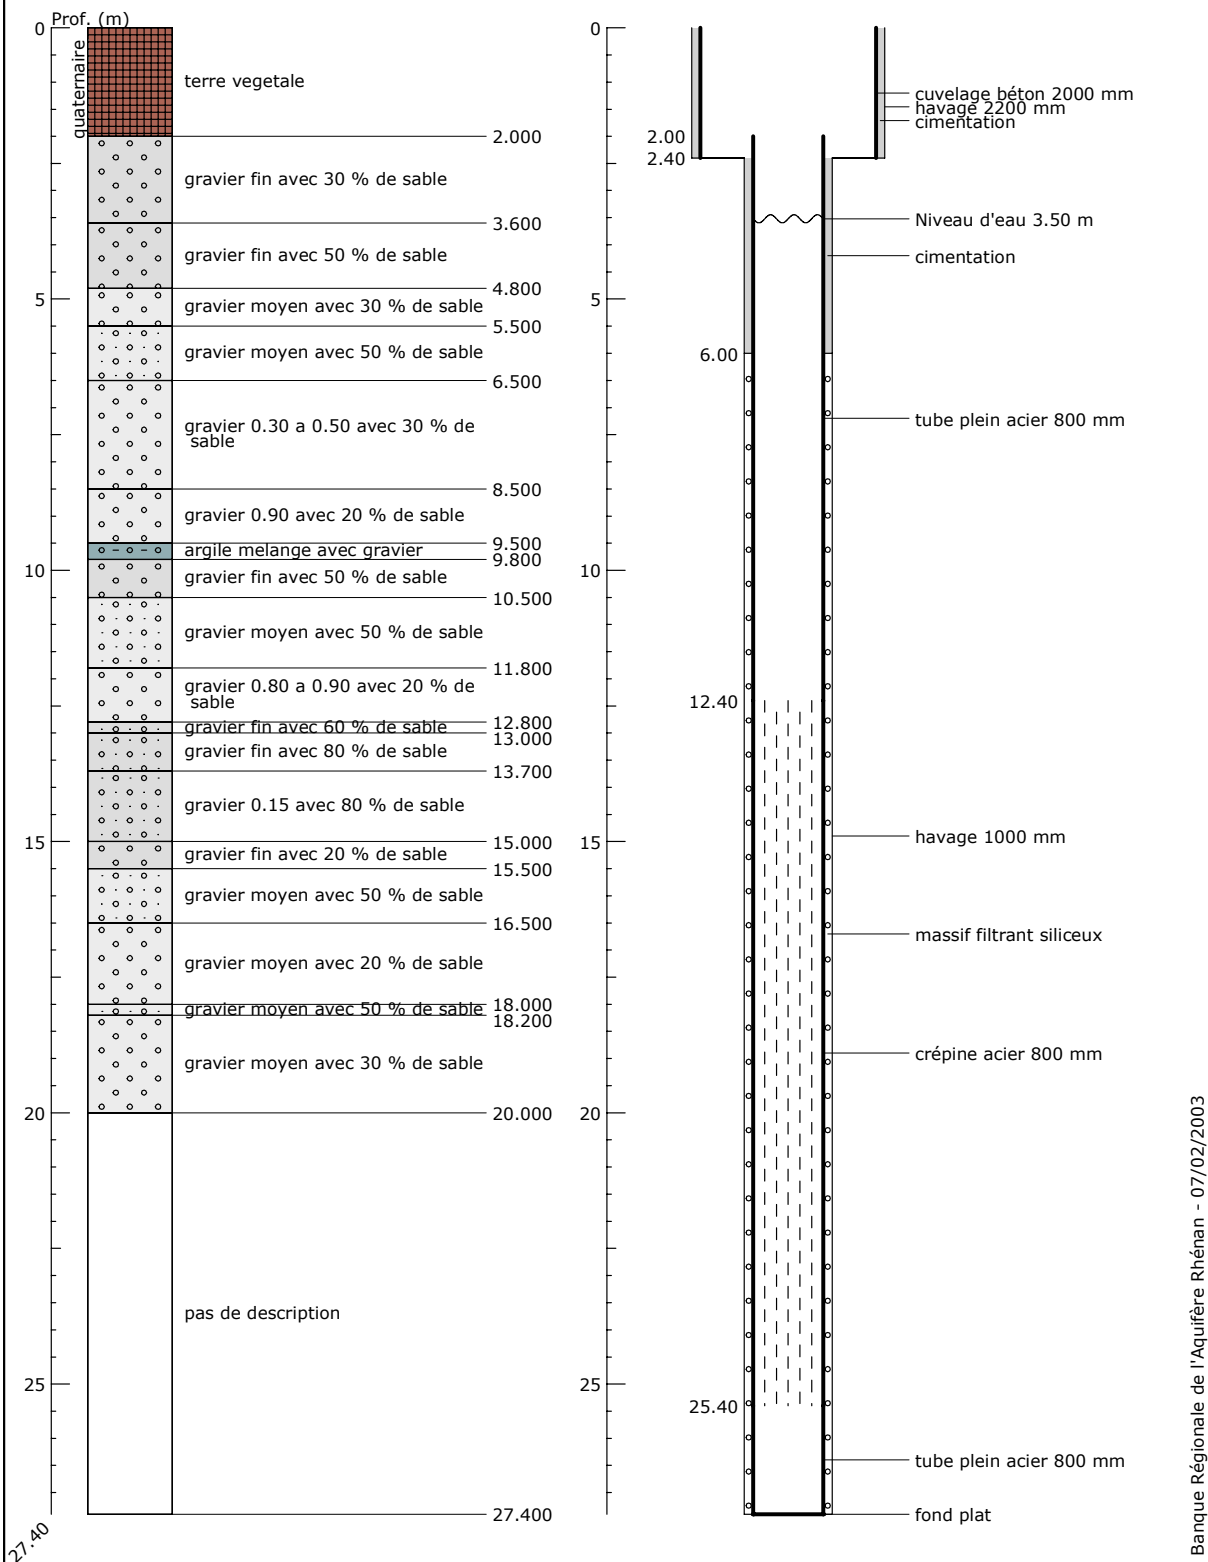 Prof. (m)
0
5
10
15
20
25
27.40
quaternaire
terre vegetale
2.000
gravier fin avec 30 % de sable
3.600
gravier fin avec 50 % de sable
4.800
gravier moyen avec 30 % de sable
5.500
gravier moyen avec 50 % de sable
6.500
gravier 0.30 a 0.50 avec 30 % de
sable
8.500
gravier 0.90 avec 20 % de sable
9.500
argile melange avec gravier
9.800
gravier fin avec 50 % de sable
10.500
gravier moyen avec 50 % de sable
11.800
gravier 0.80 a 0.90 avec 20 % de
sable
12.800
gravier fin avec 60 % de sable
13.000
gravier fin avec 80 % de sable
13.700
gravier 0.15 avec 80 % de sable
15.000
gravier fin avec 20 % de sable
15.500
gravier moyen avec 50 % de sable
16.500
gravier moyen avec 20 % de sable
18.000
gravier moyen avec 50 % de sable
18.200
gravier moyen avec 30 % de sable
20.000
pas de description
27.400
0
5
10
15
20
25
2.00
2.40
6.00
12.40
25.40
cuvelage béton 2000 mm
havage 2200 mm
cimentation
Niveau d'eau 3.50 m
cimentation
tube plein acier 800 mm
havage 1000 mm
massif filtrant siliceux
crépine acier 800 mm
tube plein acier 800 mm
fond plat
Banque Régionale de l'Aquifère Rhénan - 07/02/2003